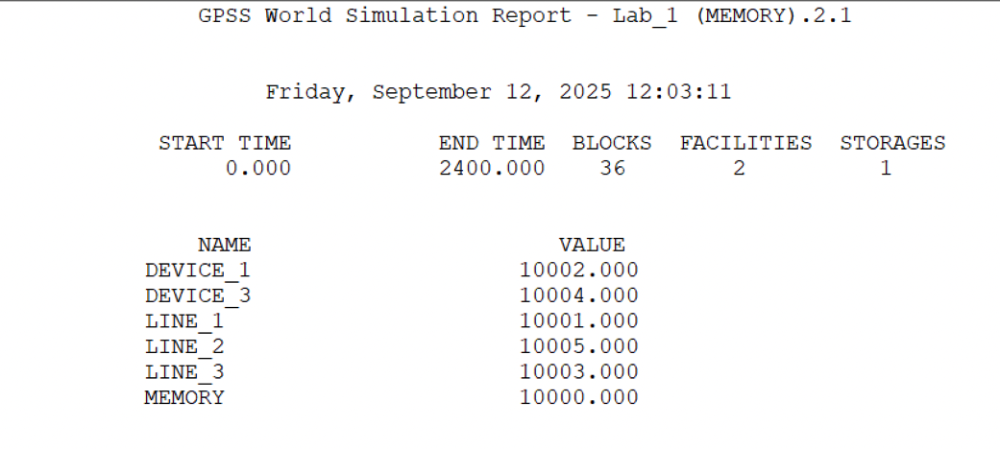 GPSS World Simulation Report - Lab_1 (MEMORY).2.1
Friday, September 12, 2025 12:03:11
START TIME END TIME BLOCKS FACILITIES STORAGES
0.000 2400.000 36 2 1
NAME VALUE
DEVICE_1 10002.000
DEVICE_3 10004.000
LINE_1 10001.000
LINE_2 10005.000
LINE_3 10003.000
MEMORY 10000.000